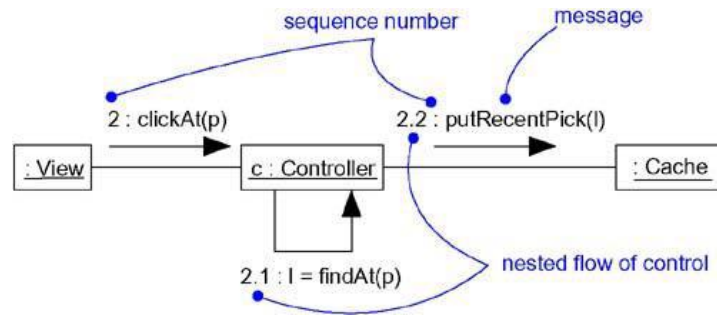 sequence number
message
2 : clickAt(p)
2.2 : putRecentPick(l)
: View
c : Controller
: Cache
2.1 : l = findAt(p)
nested flow of control